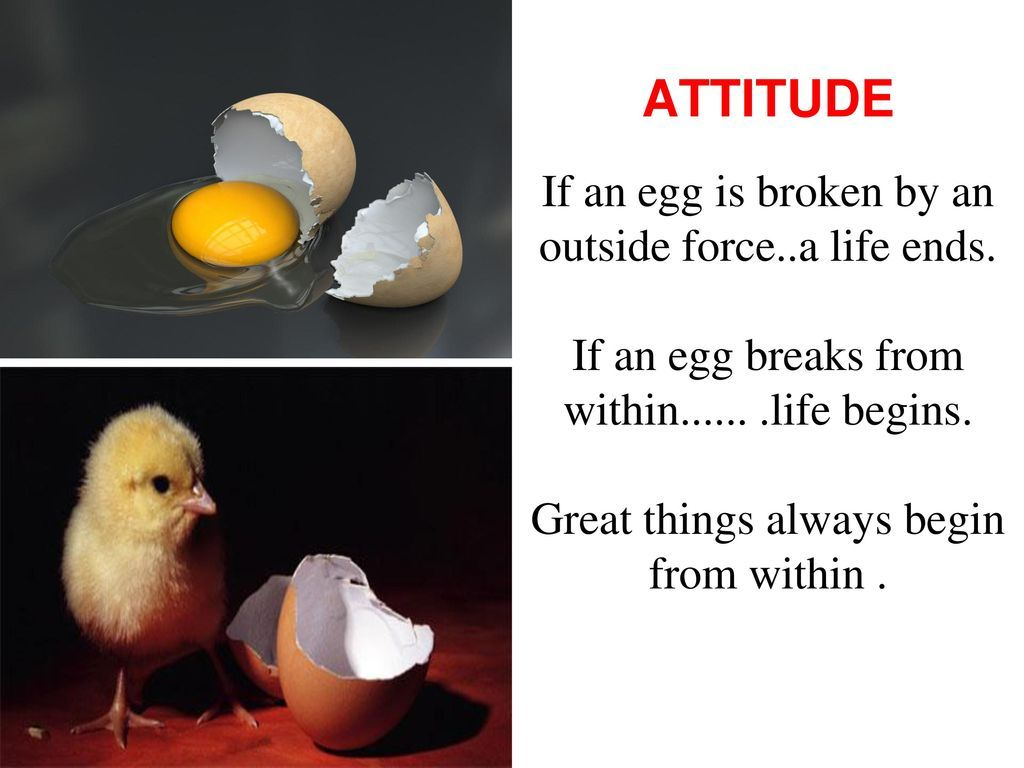 ATTITUDE
If an egg is broken by an
outside force..a life ends.
If an egg breaks from
within...... .life begins.
Great things always begin
from within .